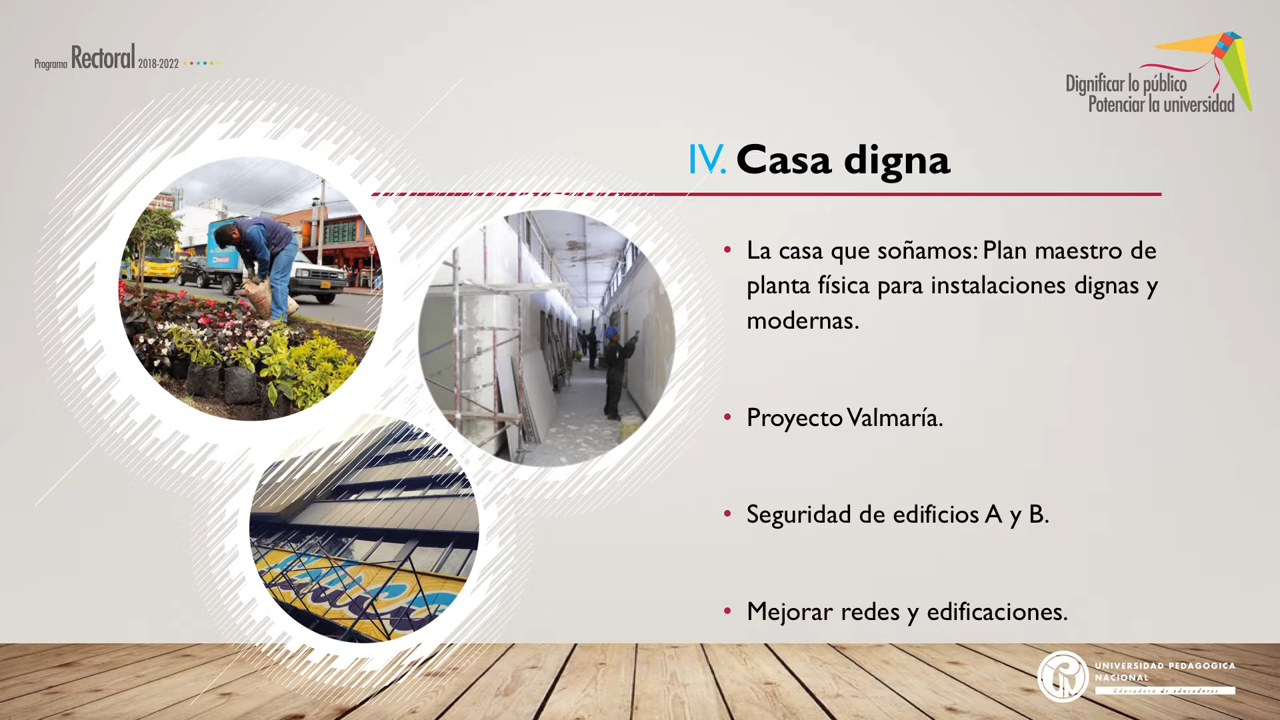 Programa Rectoral 2018-2022
Dignificar lo público
Potenciar la universidad
IV. Casa digna
• La casa que soñamos: Plan maestro de
planta física para instalaciones dignas y
modernas.
• Proyecto Valmaría.
• Seguridad de edificios A y B.
• Mejorar redes y edificaciones.
UNIVERSIDAD PEDAGOGICA
NACIONAL
Educadora de educadores